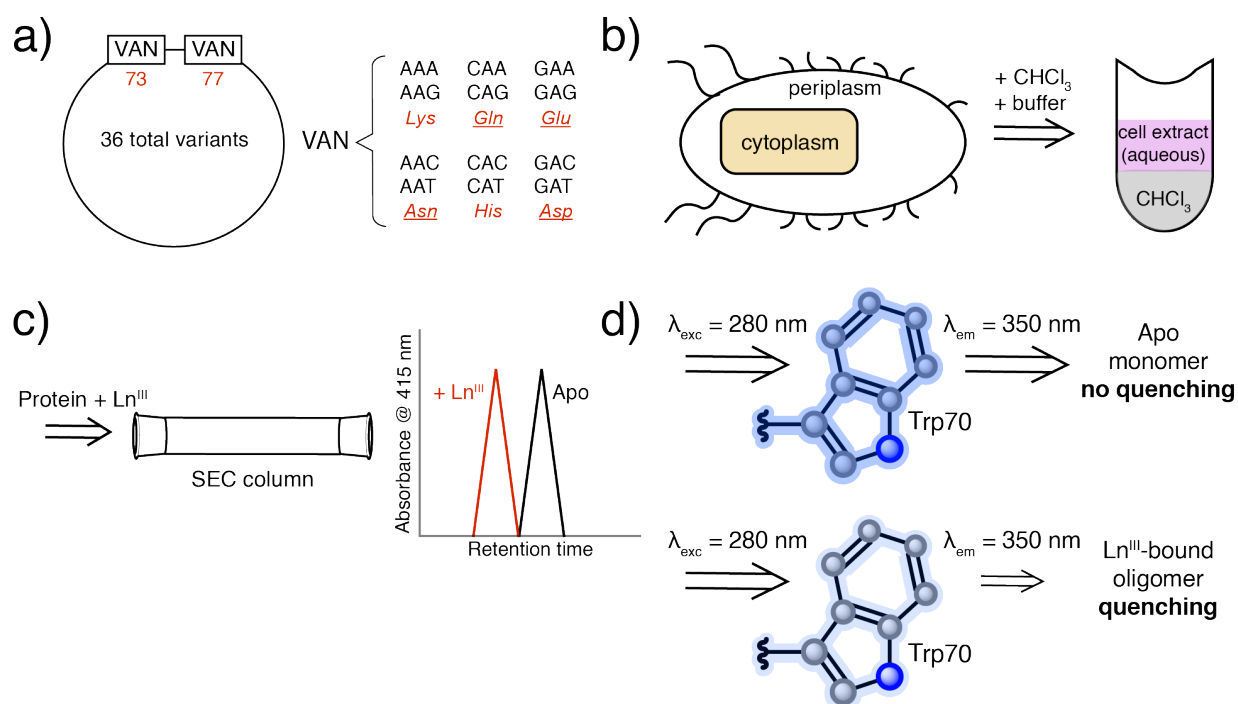 a)
VAN VAN
73 77
36 total variants
VAN
AAA CAA GAA
AAG CAG GAG
Lys Gln Glu
AAC CAC GAC
AAT CAT GAT
Asn His Asp
b)
periplasm
cytoplasm
+ CHCl₃
+ buffer
cell extract
(aqueous)
CHCl₃
c)
Protein + Lnᴵᴵᴵ
SEC column
Absorbance @ 415 nm
+ Lnᴵᴵᴵ
Apo
Retention time
d)
λexc = 280 nm
λem = 350 nm
Trp70
Apo
monomer
no quenching
λexc = 280 nm
λem = 350 nm
Trp70
Lnᴵᴵᴵ-bound
oligomer
quenching